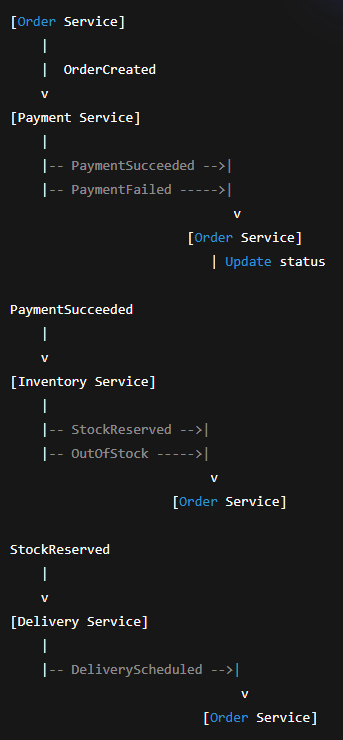 [Order Service]
|
| OrderCreated
v
[Payment Service]
|
|-- PaymentSucceeded -->|
|-- PaymentFailed ----->|
v
[Order Service]
| Update status
PaymentSucceeded
|
v
[Inventory Service]
|
|-- StockReserved -->|
|-- OutOfStock ----->|
v
[Order Service]
StockReserved
|
v
[Delivery Service]
|
|-- DeliveryScheduled -->|
v
[Order Service]